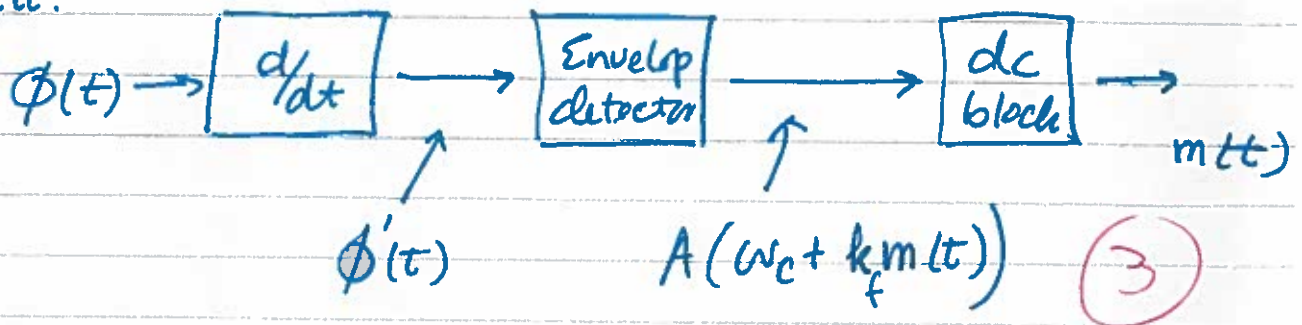 ϕ(t) → d/dt → Envelop detector → dc block →
m(t)
ϕ'(t) A(ωc + kf m(t)) 3